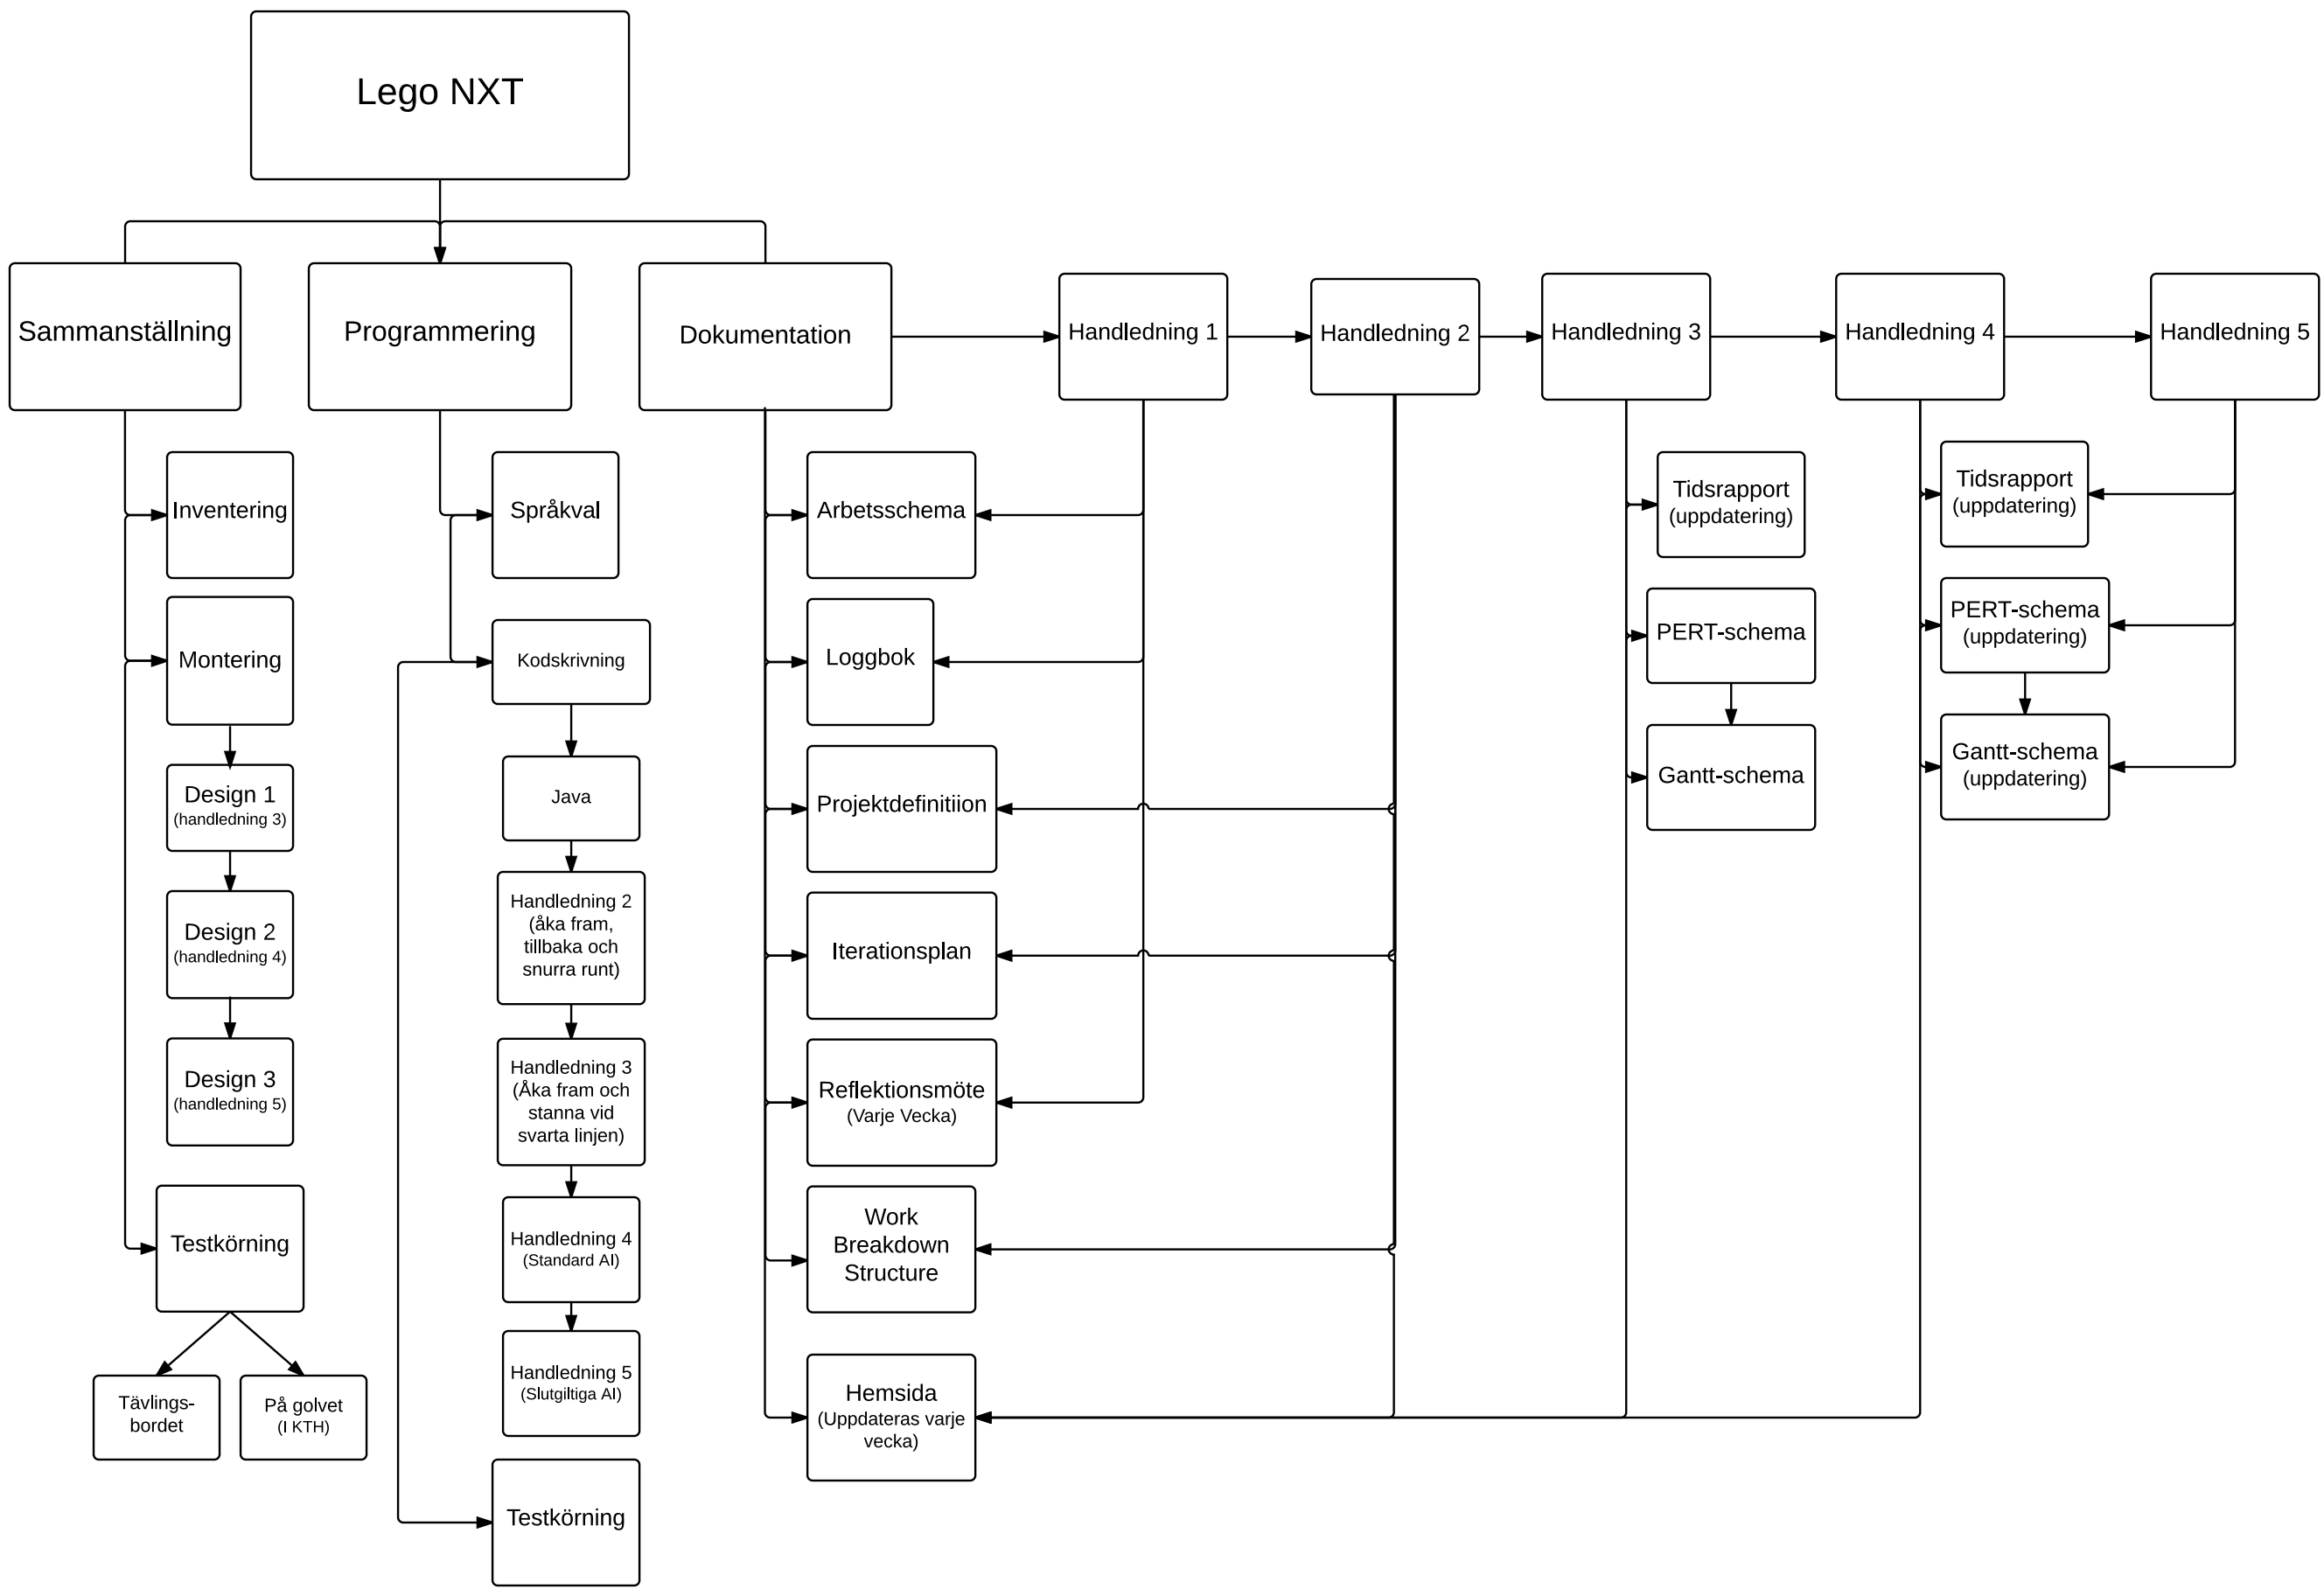 Lego NXT
Sammanställning
Programmering
Dokumentation
Handledning 1
Handledning 2
Handledning 3
Handledning 4
Handledning 5
Inventering
Montering
Design 1
(handledning 3)
Design 2
(handledning 4)
Design 3
(handledning 5)
Testkörning
Tävlings-
bordet
På golvet
(I KTH)
Språkval
Kodskrivning
Java
Handledning 2
(åka fram,
tillbaka och
snurra runt)
Handledning 3
(Åka fram och
stanna vid
svarta linjen)
Handledning 4
(Standard AI)
Handledning 5
(Slutgiltiga AI)
Testkörning
Arbetsschema
Loggbok
Projektdefinitiion
Iterationsplan
Reflektionsmöte
(Varje Vecka)
Work
Breakdown
Structure
Hemsida
(Uppdateras varje
vecka)
Tidsrapport
(uppdatering)
PERT-schema
Gantt-schema
Tidsrapport
(uppdatering)
PERT-schema
(uppdatering)
Gantt-schema
(uppdatering)